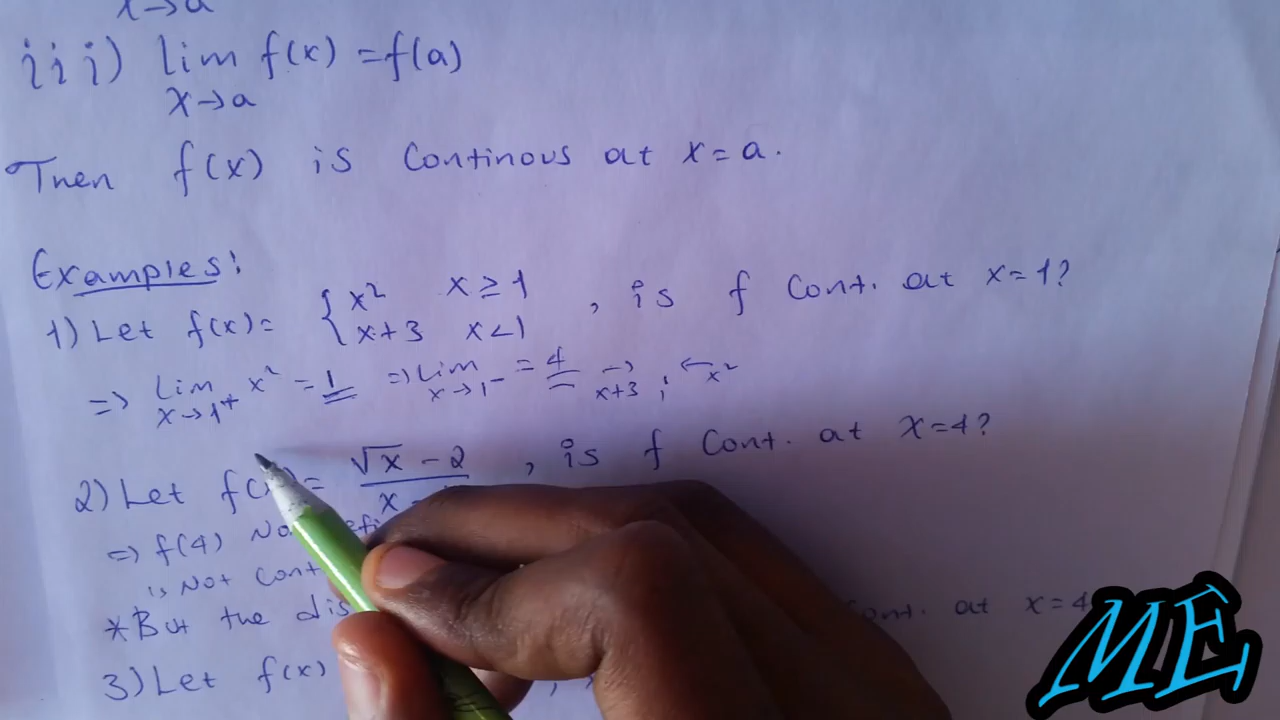 x→a
iii) lim f(x) = f(a)
x→a
Then f(x) is continous at x = a.
Examples:
1) Let f(x) = { x² x ≥ 1 , is f cont. at x = 1?
x+3 x < 1
⇒ lim x² = 1 ⇒ lim = 4 → ; ← x²
x→1⁺ x→1⁻ x+3
2) Let f(x) = √x - 2 , is f cont. at x = 4?
x -
⇒ f(4)
is Not cont
*But the dis cont. at x = 4
3) Let f(x)
ME